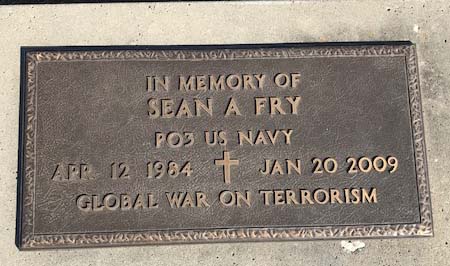 IN MEMORY OF
SEAN A FRY
PO3 US NAVY
APR 12 1984 JAN 20 2009
GLOBAL WAR ON TERRORISM